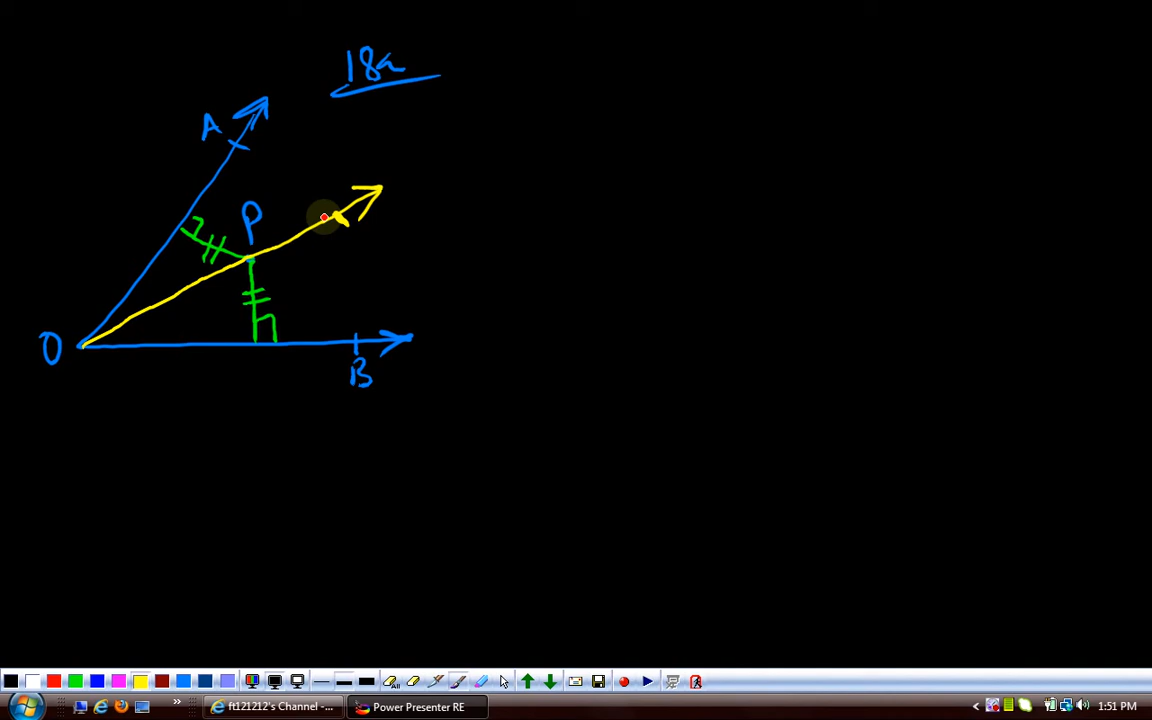 18a
A
P
O
B
ft121212's Channel -...
Power Presenter RE
1:51 PM